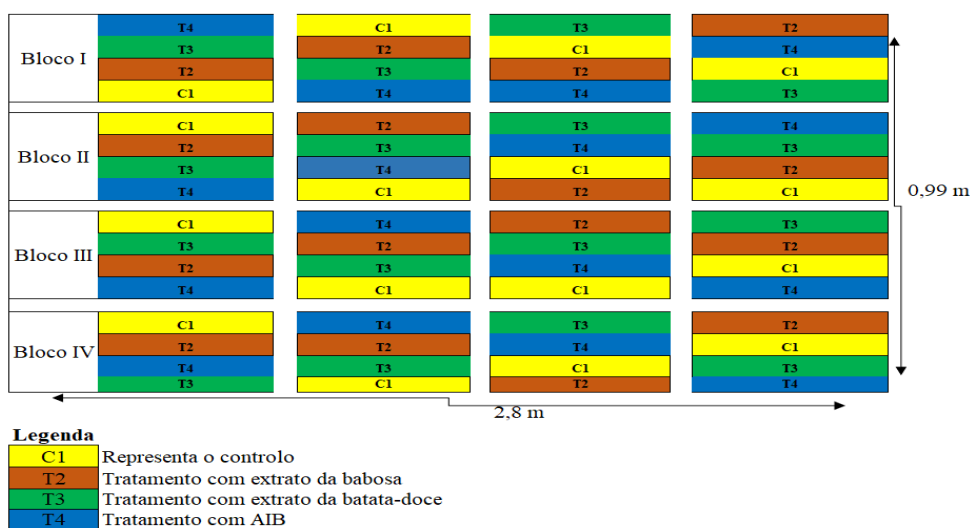 T4 C1 T3 T2
T3 T2 C1 T4
Bloco I
T2 T3 T2 C1
C1 T4 T4 T3
C1 T2 T3 T4
T2 T3 T4 T3
Bloco II
T3 T4 C1 T2
T4 C1 T2 C1
0,99 m
C1 T4 T2 T3
T3 T2 T3 T2
Bloco III
T2 T3 T4 C1
T4 C1 C1 T4
C1 T4 T3 T2
T2 T2 T4 C1
Bloco IV
T4 T3 C1 T3
T3 C1 T2 T4
2,8 m
Legenda
C1 Representa o controlo
T2 Tratamento com extrato da babosa
T3 Tratamento com extrato da batata-doce
T4 Tratamento com AIB